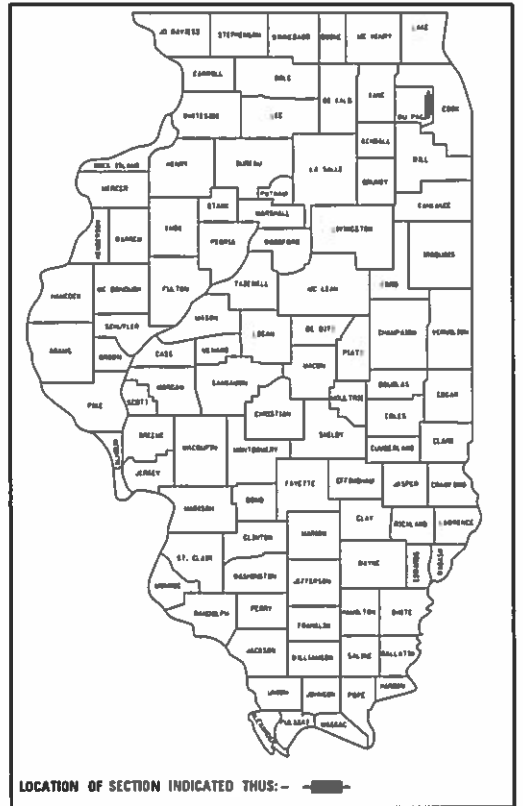 JO DAVIESS STEPHENSON WINNEBAGO BOONE MC HENRY LAKE
CARROLL OGLE DE KALB KANE DU PAGE COOK
WHITESIDE LEE
KENDALL WILL
ROCK ISLAND HENRY BUREAU LA SALLE GRUNDY
MERCER PUTNAM KANKAKEE
STARK MARSHALL
HENDERSON WARREN KNOX PEORIA WOODFORD LIVINGSTON IROQUOIS
HANCOCK MC DONOUGH FULTON TAZEWELL MC LEAN FORD
MASON
SCHUYLER LOGAN DE WITT CHAMPAIGN VERMILION
ADAMS BROWN CASS MENARD PIATT
MACON
MORGAN SANGAMON DOUGLAS
PIKE SCOTT CHRISTIAN MOULTRIE COLES EDGAR
GREENE MACOUPIN MONTGOMERY SHELBY CUMBERLAND CLARK
CALHOUN JERSEY
FAYETTE EFFINGHAM JASPER CRAWFORD
MADISON BOND
CLAY RICHLAND LAWRENCE
CLINTON MARION
ST. CLAIR WAYNE EDWARDS WABASH
WASHINGTON JEFFERSON
MONROE
RANDOLPH PERRY HAMILTON WHITE
FRANKLIN
JACKSON WILLIAMSON SALINE GALLATIN
UNION JOHNSON POPE HARDIN
ALEXANDER PULASKI MASSAC
LOCATION OF SECTION INDICATED THUS:-